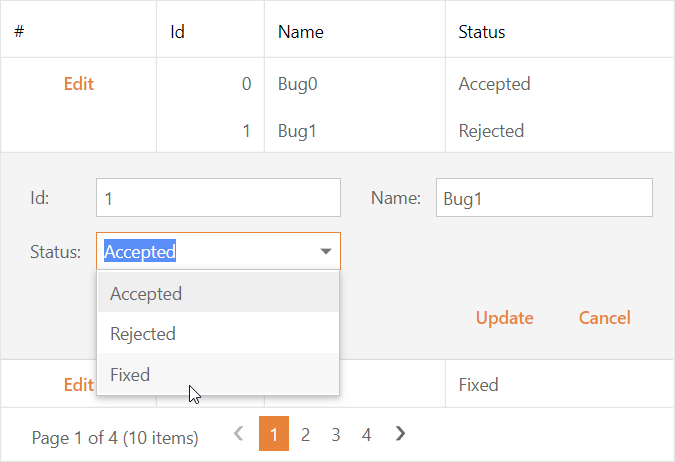 # Id Name Status
Edit 0 Bug0 Accepted
1 Bug1 Rejected
Id: 1 Name: Bug1
Status: Accepted
Accepted
Rejected
Fixed
Update Cancel
Edit Fixed
Page 1 of 4 (10 items) 1 2 3 4